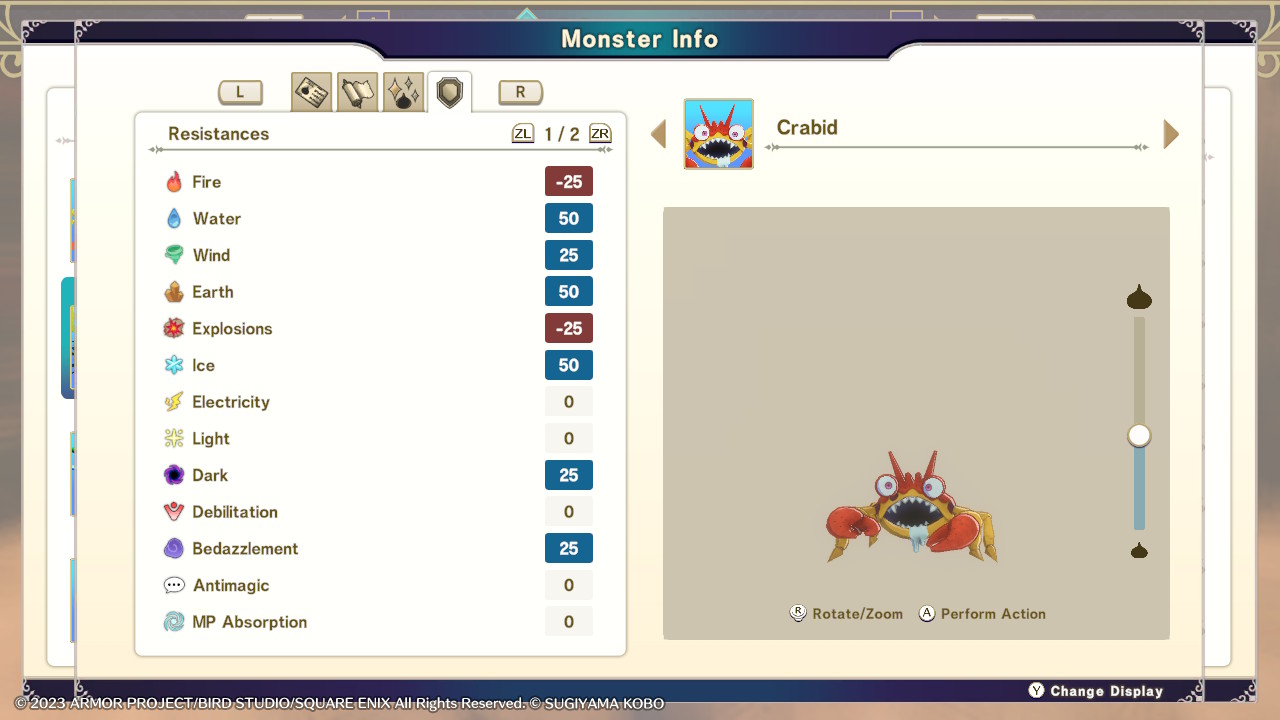 Monster Info
L
R
Resistances
ZL 1 / 2 ZR
Fire -25
Water 50
Wind 25
Earth 50
Explosions -25
Ice 50
Electricity 0
Light 0
Dark 25
Debilitation 0
Bedazzlement 25
Antimagic 0
MP Absorption 0
Crabid
R Rotate/Zoom A Perform Action
Y Change Display
© 2023 ARMOR PROJECT/BIRD STUDIO/SQUARE ENIX All Rights Reserved. © SUGIYAMA KOBO